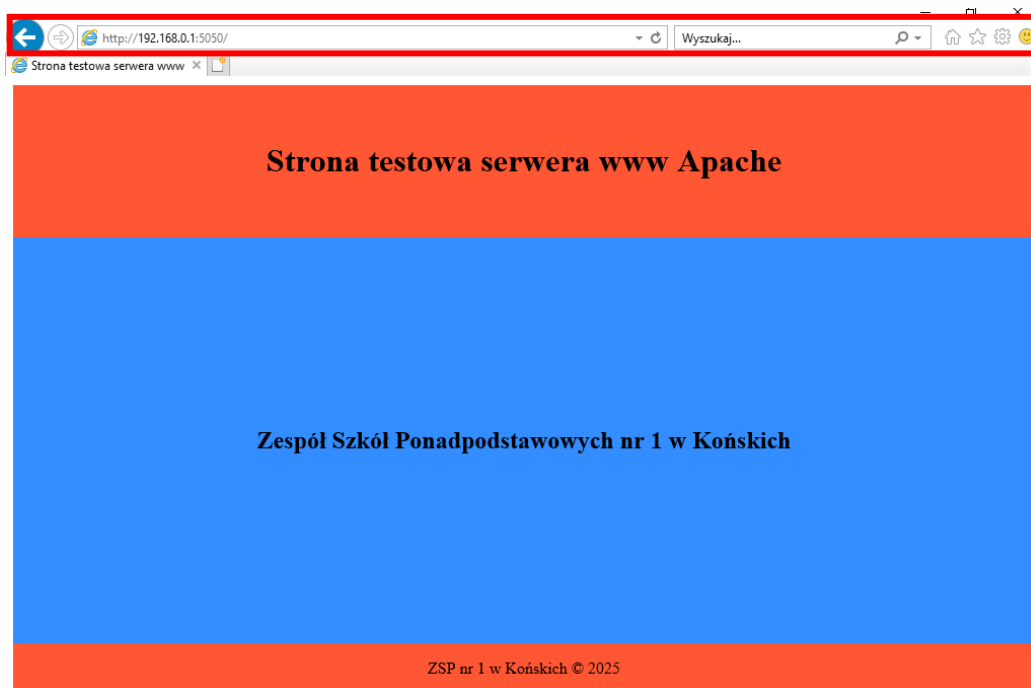 http://192.168.0.1:5050/
Wyszukaj...
Strona testowa serwera www
Strona testowa serwera www Apache
Zespół Szkół Ponadpodstawowych nr 1 w Końskich
ZSP nr 1 w Końskich © 2025